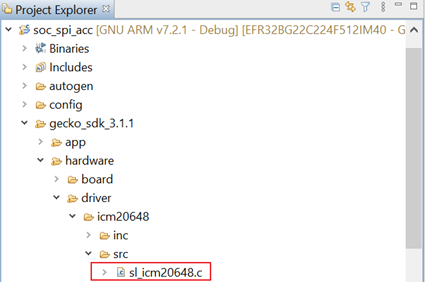 Project Explorer
soc_spi_acc [GNU ARM v7.2.1 - Debug] [EFR32BG22C224F512IM40 - G
Binaries
Includes
autogen
config
gecko_sdk_3.1.1
app
hardware
board
driver
icm20648
inc
src
sl_icm20648.c